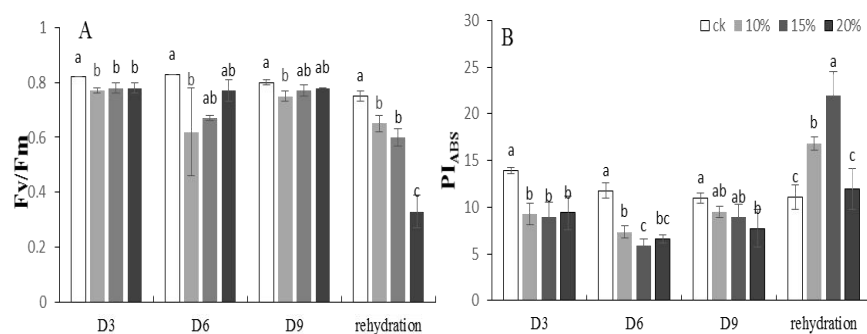 A
Fv/Fm
1
0.8
0.6
0.4
0.2
0
a b b b
a b ab ab
a b ab ab
a b b c
D3 D6 D9 rehydration
B
ck 10% 15% 20%
PIABS
30
25
20
15
10
5
0
a b b b
a b c bc
a ab ab b
c b a c
D3 D6 D9 rehydration